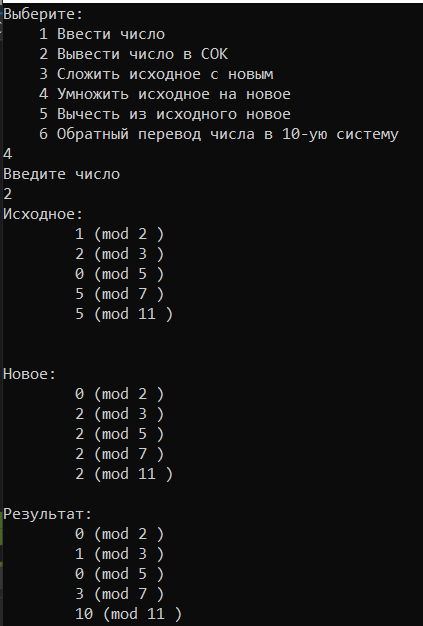 Выберите:
1 Ввести число
2 Вывести число в СОК
3 Сложить исходное с новым
4 Умножить исходное на новое
5 Вычесть из исходного новое
6 Обратный перевод числа в 10-ую систему
4
Введите число
2
Исходное:
1 (mod 2 )
2 (mod 3 )
0 (mod 5 )
5 (mod 7 )
5 (mod 11 )
Новое:
0 (mod 2 )
2 (mod 3 )
2 (mod 5 )
2 (mod 7 )
2 (mod 11 )
Результат:
0 (mod 2 )
1 (mod 3 )
0 (mod 5 )
3 (mod 7 )
10 (mod 11 )